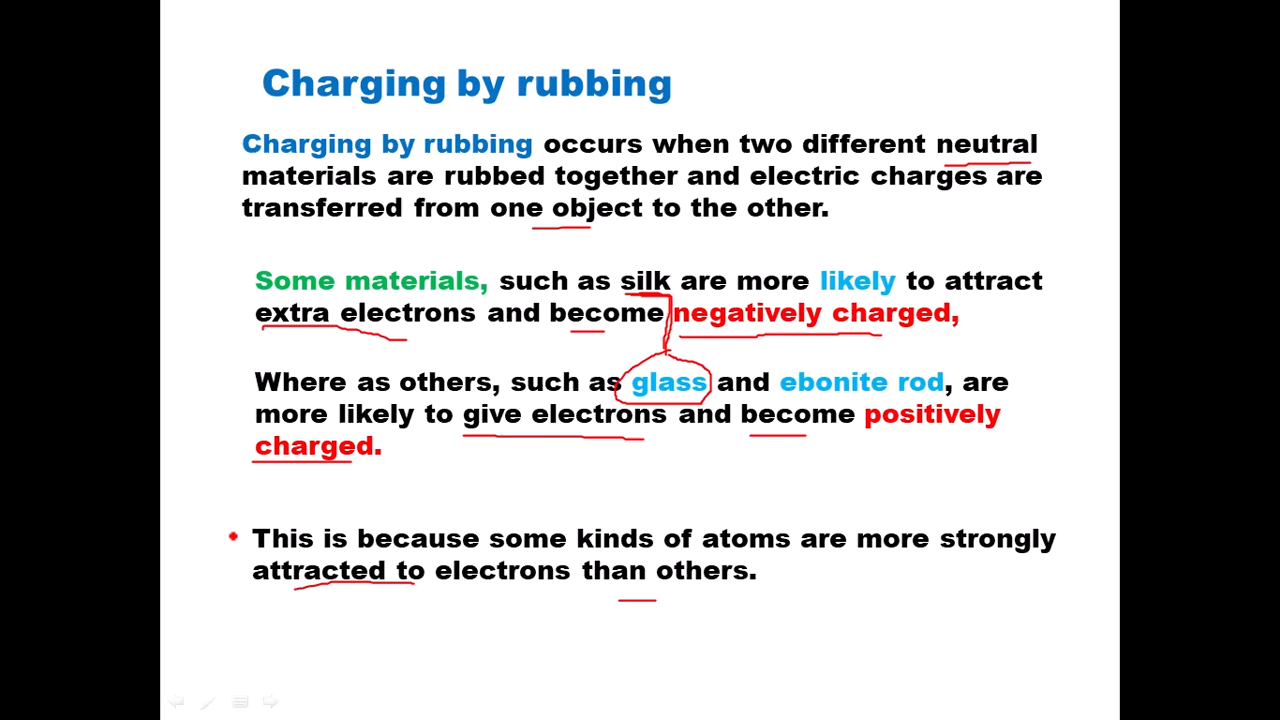 Charging by rubbing
Charging by rubbing occurs when two different neutral
materials are rubbed together and electric charges are
transferred from one object to the other.
Some materials, such as silk are more likely to attract
extra electrons and become negatively charged,
Where as others, such as glass and ebonite rod, are
more likely to give electrons and become positively
charged.
• This is because some kinds of atoms are more strongly
attracted to electrons than others.